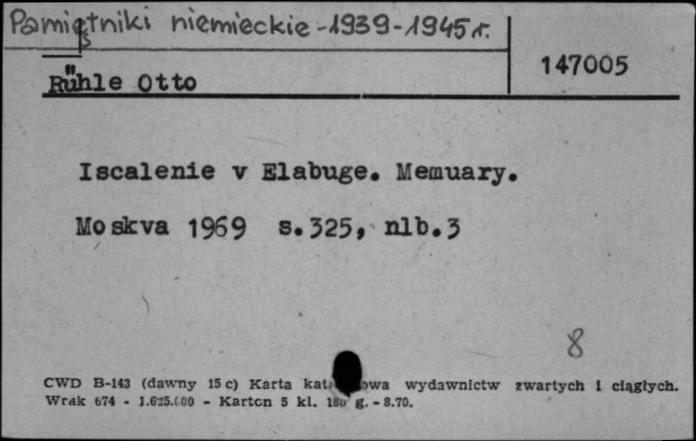 Pamiętniki niemieckie - 1939 - 1945 r.
147005
Rühle Otto
Iscalenie v Elabuge. Memuary.
Moskva 1969 s.325, nlb.3
8
CWD B-143 (dawny 15 c) Karta wydawnictw zwartych i ciągłych.
Wrak 674 - 1.625.000 - Karton 5 kl. 180 g. - 8.70.